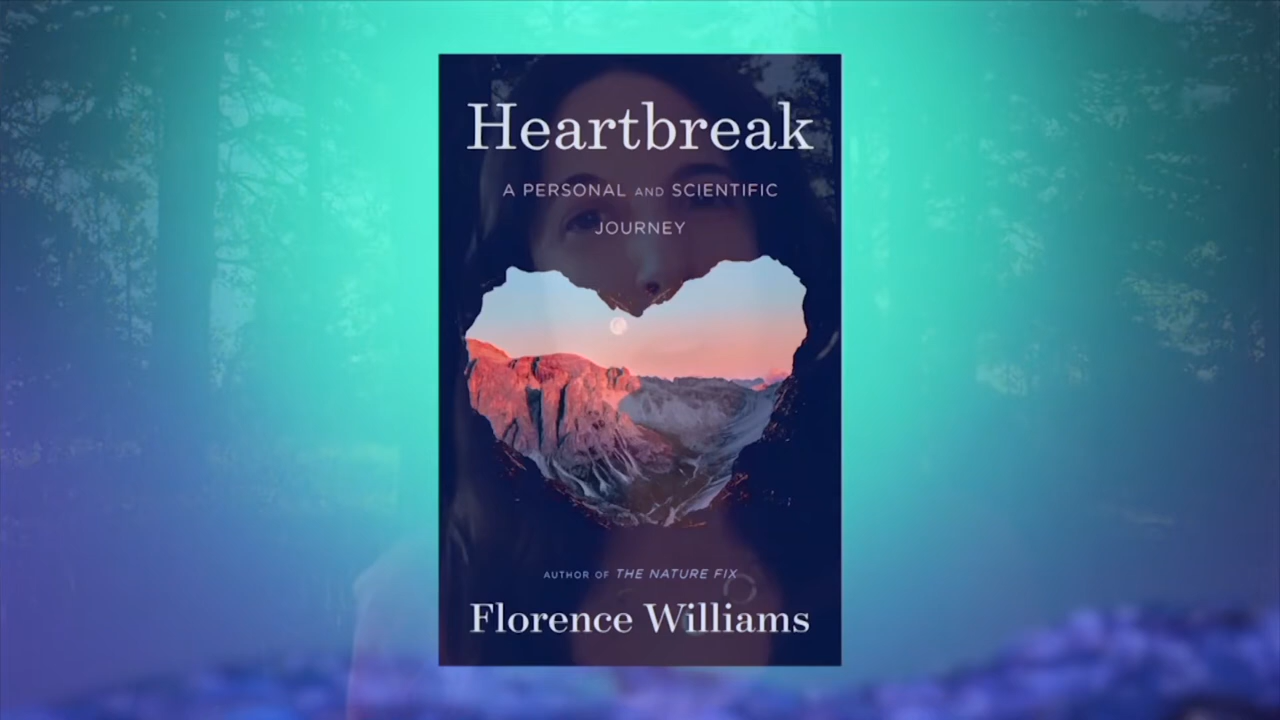 Heartbreak
A PERSONAL AND SCIENTIFIC
JOURNEY
AUTHOR OF THE NATURE FIX
Florence Williams